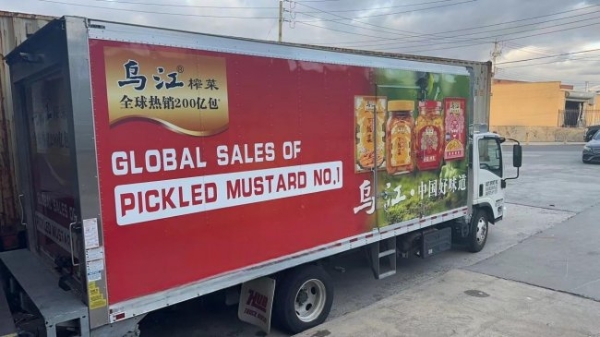 乌江® 榨菜
全球热销200亿包
GLOBAL SALES OF
PICKLED MUSTARD NO.1
乌江·中国好味道